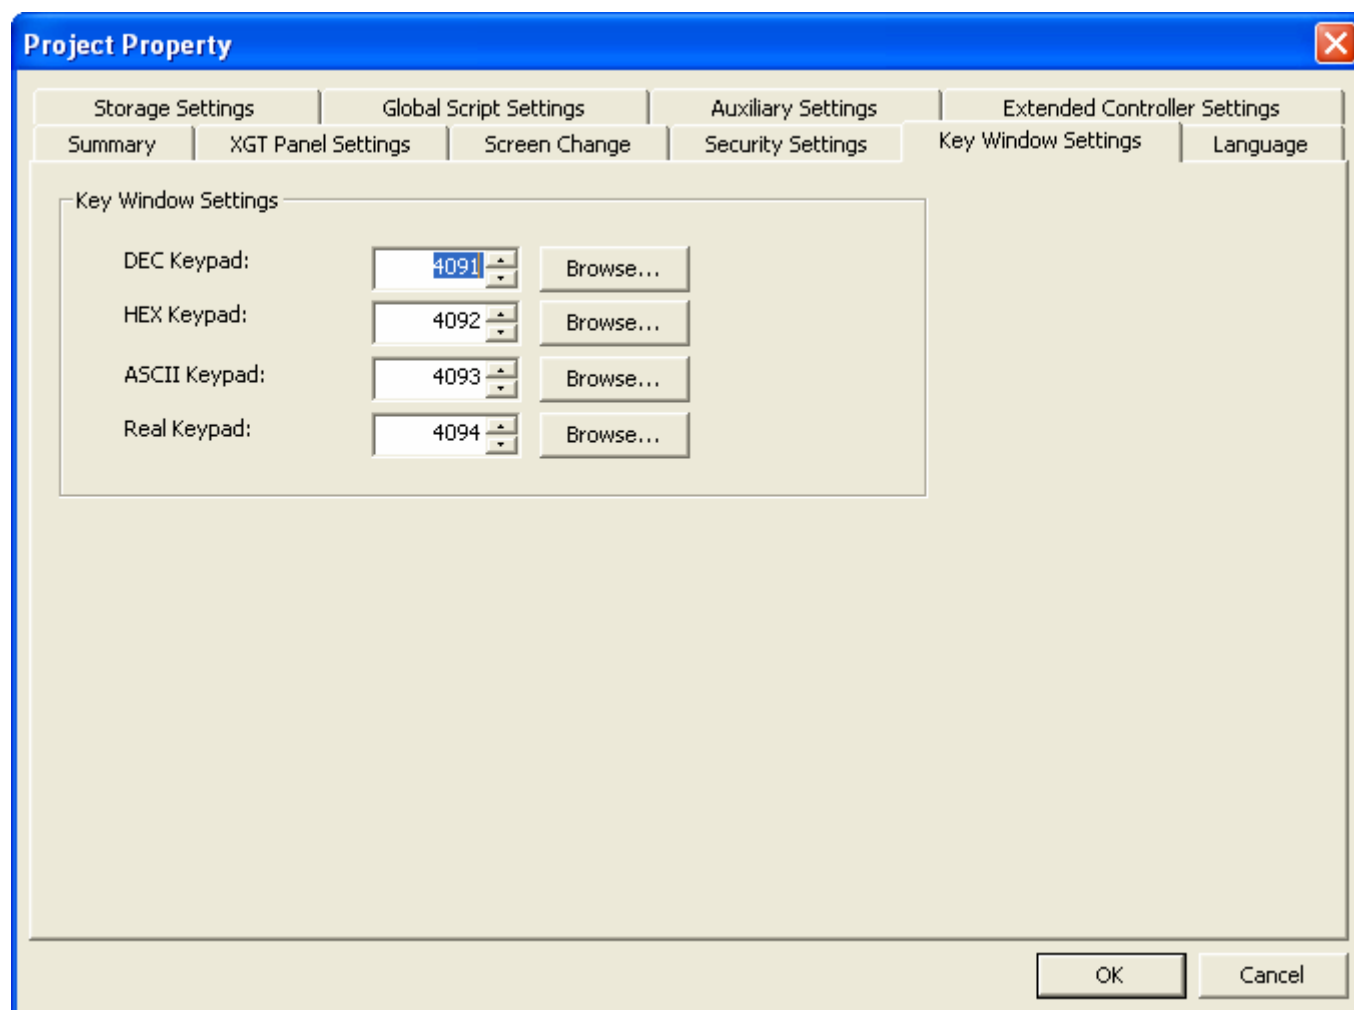 Project Property
Storage Settings Global Script Settings Auxiliary Settings Extended Controller Settings
Summary XGT Panel Settings Screen Change Security Settings Key Window Settings Language
Key Window Settings
DEC Keypad: 4091 Browse...
HEX Keypad: 4092 Browse...
ASCII Keypad: 4093 Browse...
Real Keypad: 4094 Browse...
OK Cancel